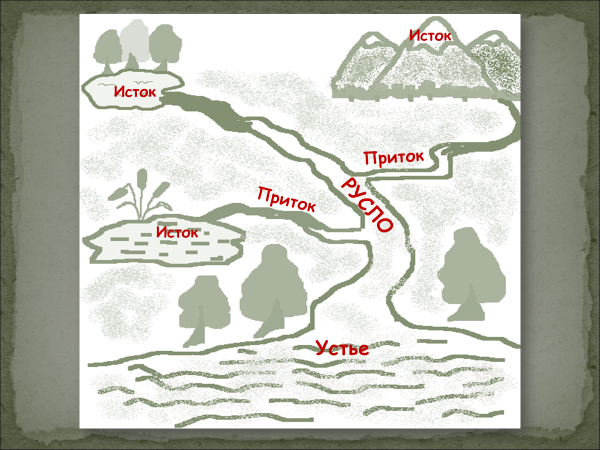 Исток
Исток
Приток
РУСЛО
Приток
Исток
Устье